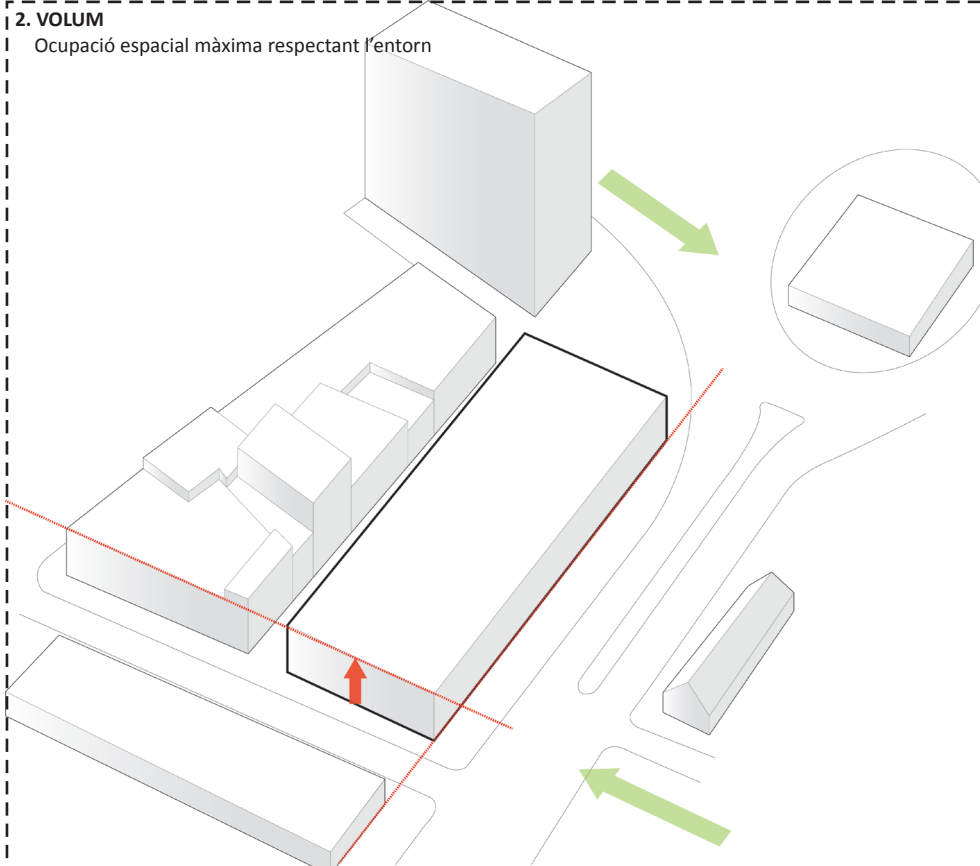 2. VOLUM
Ocupació espacial màxima respectant l'entorn